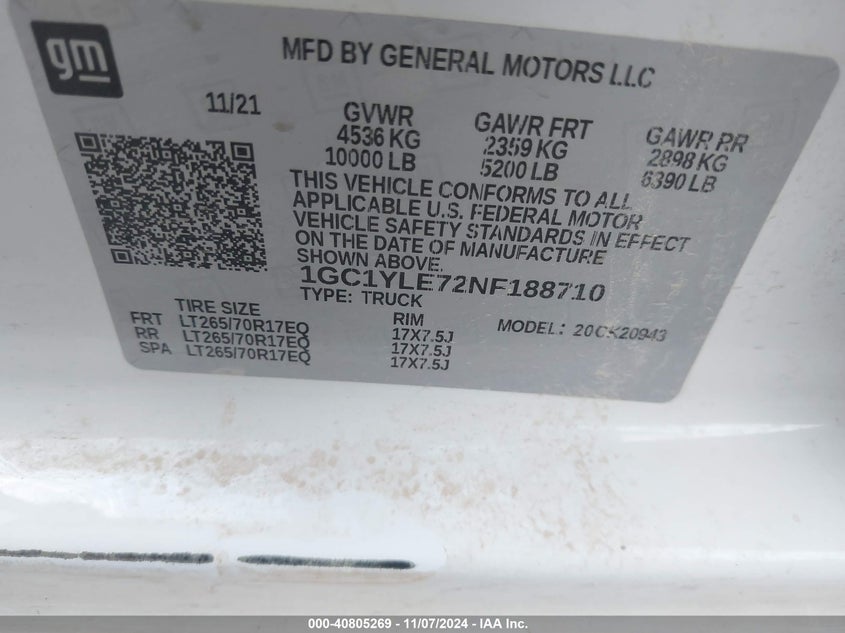 gm
MFD BY GENERAL MOTORS LLC
11/21
GVWR
4536 KG
10000 LB
GAWR FRT
2359 KG
5200 LB
GAWR RR
2898 KG
6390 LB
THIS VEHICLE CONFORMS TO ALL
APPLICABLE U.S. FEDERAL MOTOR
VEHICLE SAFETY STANDARDS IN EFFECT
ON THE DATE OF MANUFACTURE
SHOWN ABOVE.
1GC1YLE72NF188710
TYPE: TRUCK
MODEL: 20CK20943
TIRE SIZE RIM
FRT LT265/70R17EQ 17X7.5J
RR LT265/70R17EQ 17X7.5J
SPA LT265/70R17EQ 17X7.5J
000-40805269 - 11/07/2024 - IAA Inc.